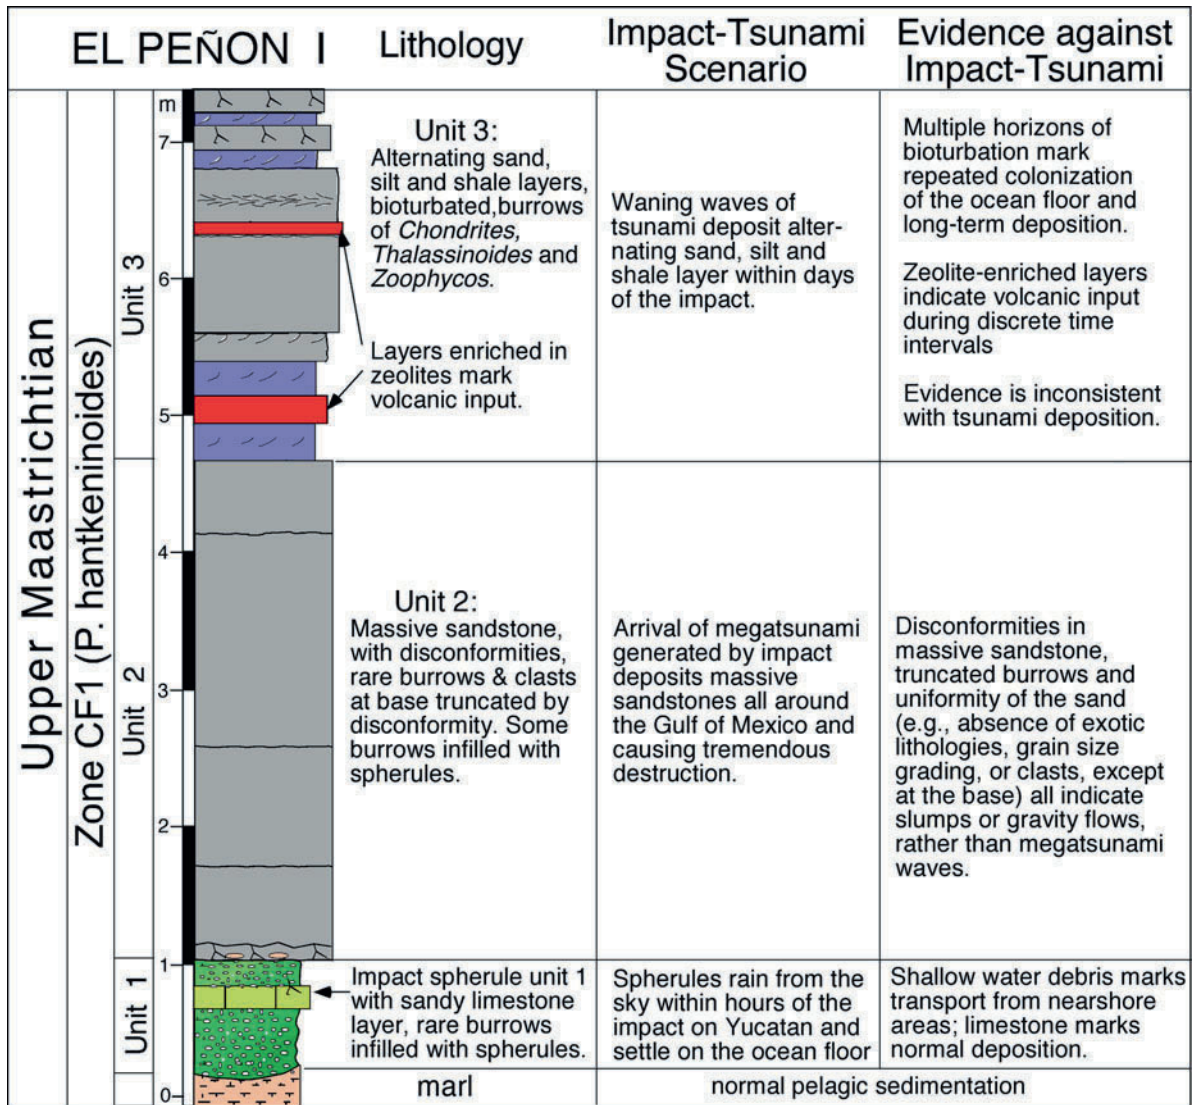 EL PEÑON I
Lithology
Impact-Tsunami
Scenario
Evidence against
Impact-Tsunami
Upper Maastrichtian
Zone CF1 (P. hantkeninoides)
Unit 3
Unit 2
Unit 1
m
7
6
5
4
3
2
1
0
Unit 3:
Alternating sand,
silt and shale layers,
bioturbated,burrows
of Chondrites,
Thalassinoides and
Zoophycos.
Layers enriched in
zeolites mark
volcanic input.
Waning waves of
tsunami deposit alter-
nating sand, silt and
shale layer within days
of the impact.
Multiple horizons of
bioturbation mark
repeated colonization
of the ocean floor and
long-term deposition.
Zeolite-enriched layers
indicate volcanic input
during discrete time
intervals
Evidence is inconsistent
with tsunami deposition.
Unit 2:
Massive sandstone,
with disconformities,
rare burrows & clasts
at base truncated by
disconformity. Some
burrows infilled with
spherules.
Arrival of megatsunami
generated by impact
deposits massive
sandstones all around
the Gulf of Mexico and
causing tremendous
destruction.
Disconformities in
massive sandstone,
truncated burrows and
uniformity of the sand
(e.g., absence of exotic
lithologies, grain size
grading, or clasts, except
at the base) all indicate
slumps or gravity flows,
rather than megatsunami
waves.
Impact spherule unit 1
with sandy limestone
layer, rare burrows
infilled with spherules.
Spherules rain from the
sky within hours of the
impact on Yucatan and
settle on the ocean floor
Shallow water debris marks
transport from nearshore
areas; limestone marks
normal deposition.
marl
normal pelagic sedimentation